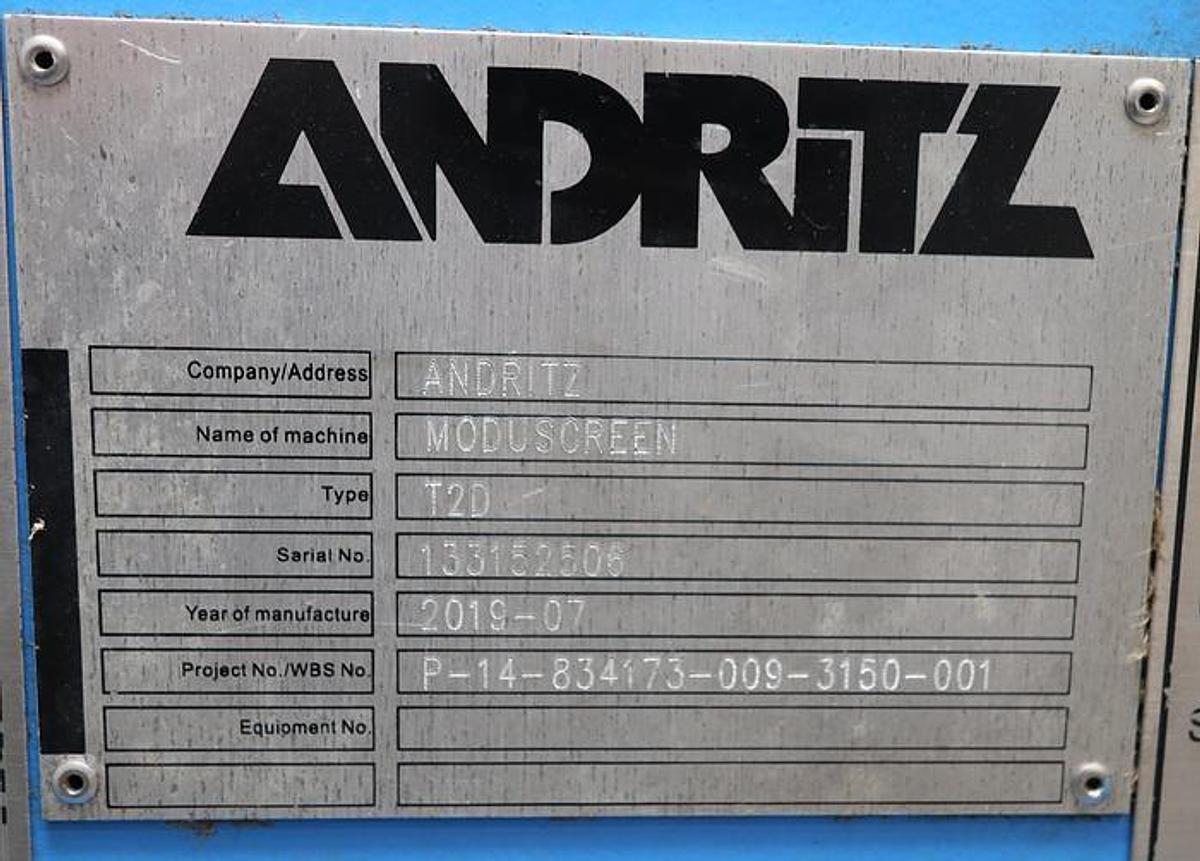 ANDRiTZ
Company/Address ANDRITZ
Name of machine MODUSCREEN
Type T2D
Sarial No. 133152506
Year of manufacture 2019-07
Project No./WBS No. P-14-834173-009-3150-001
Equipment No.